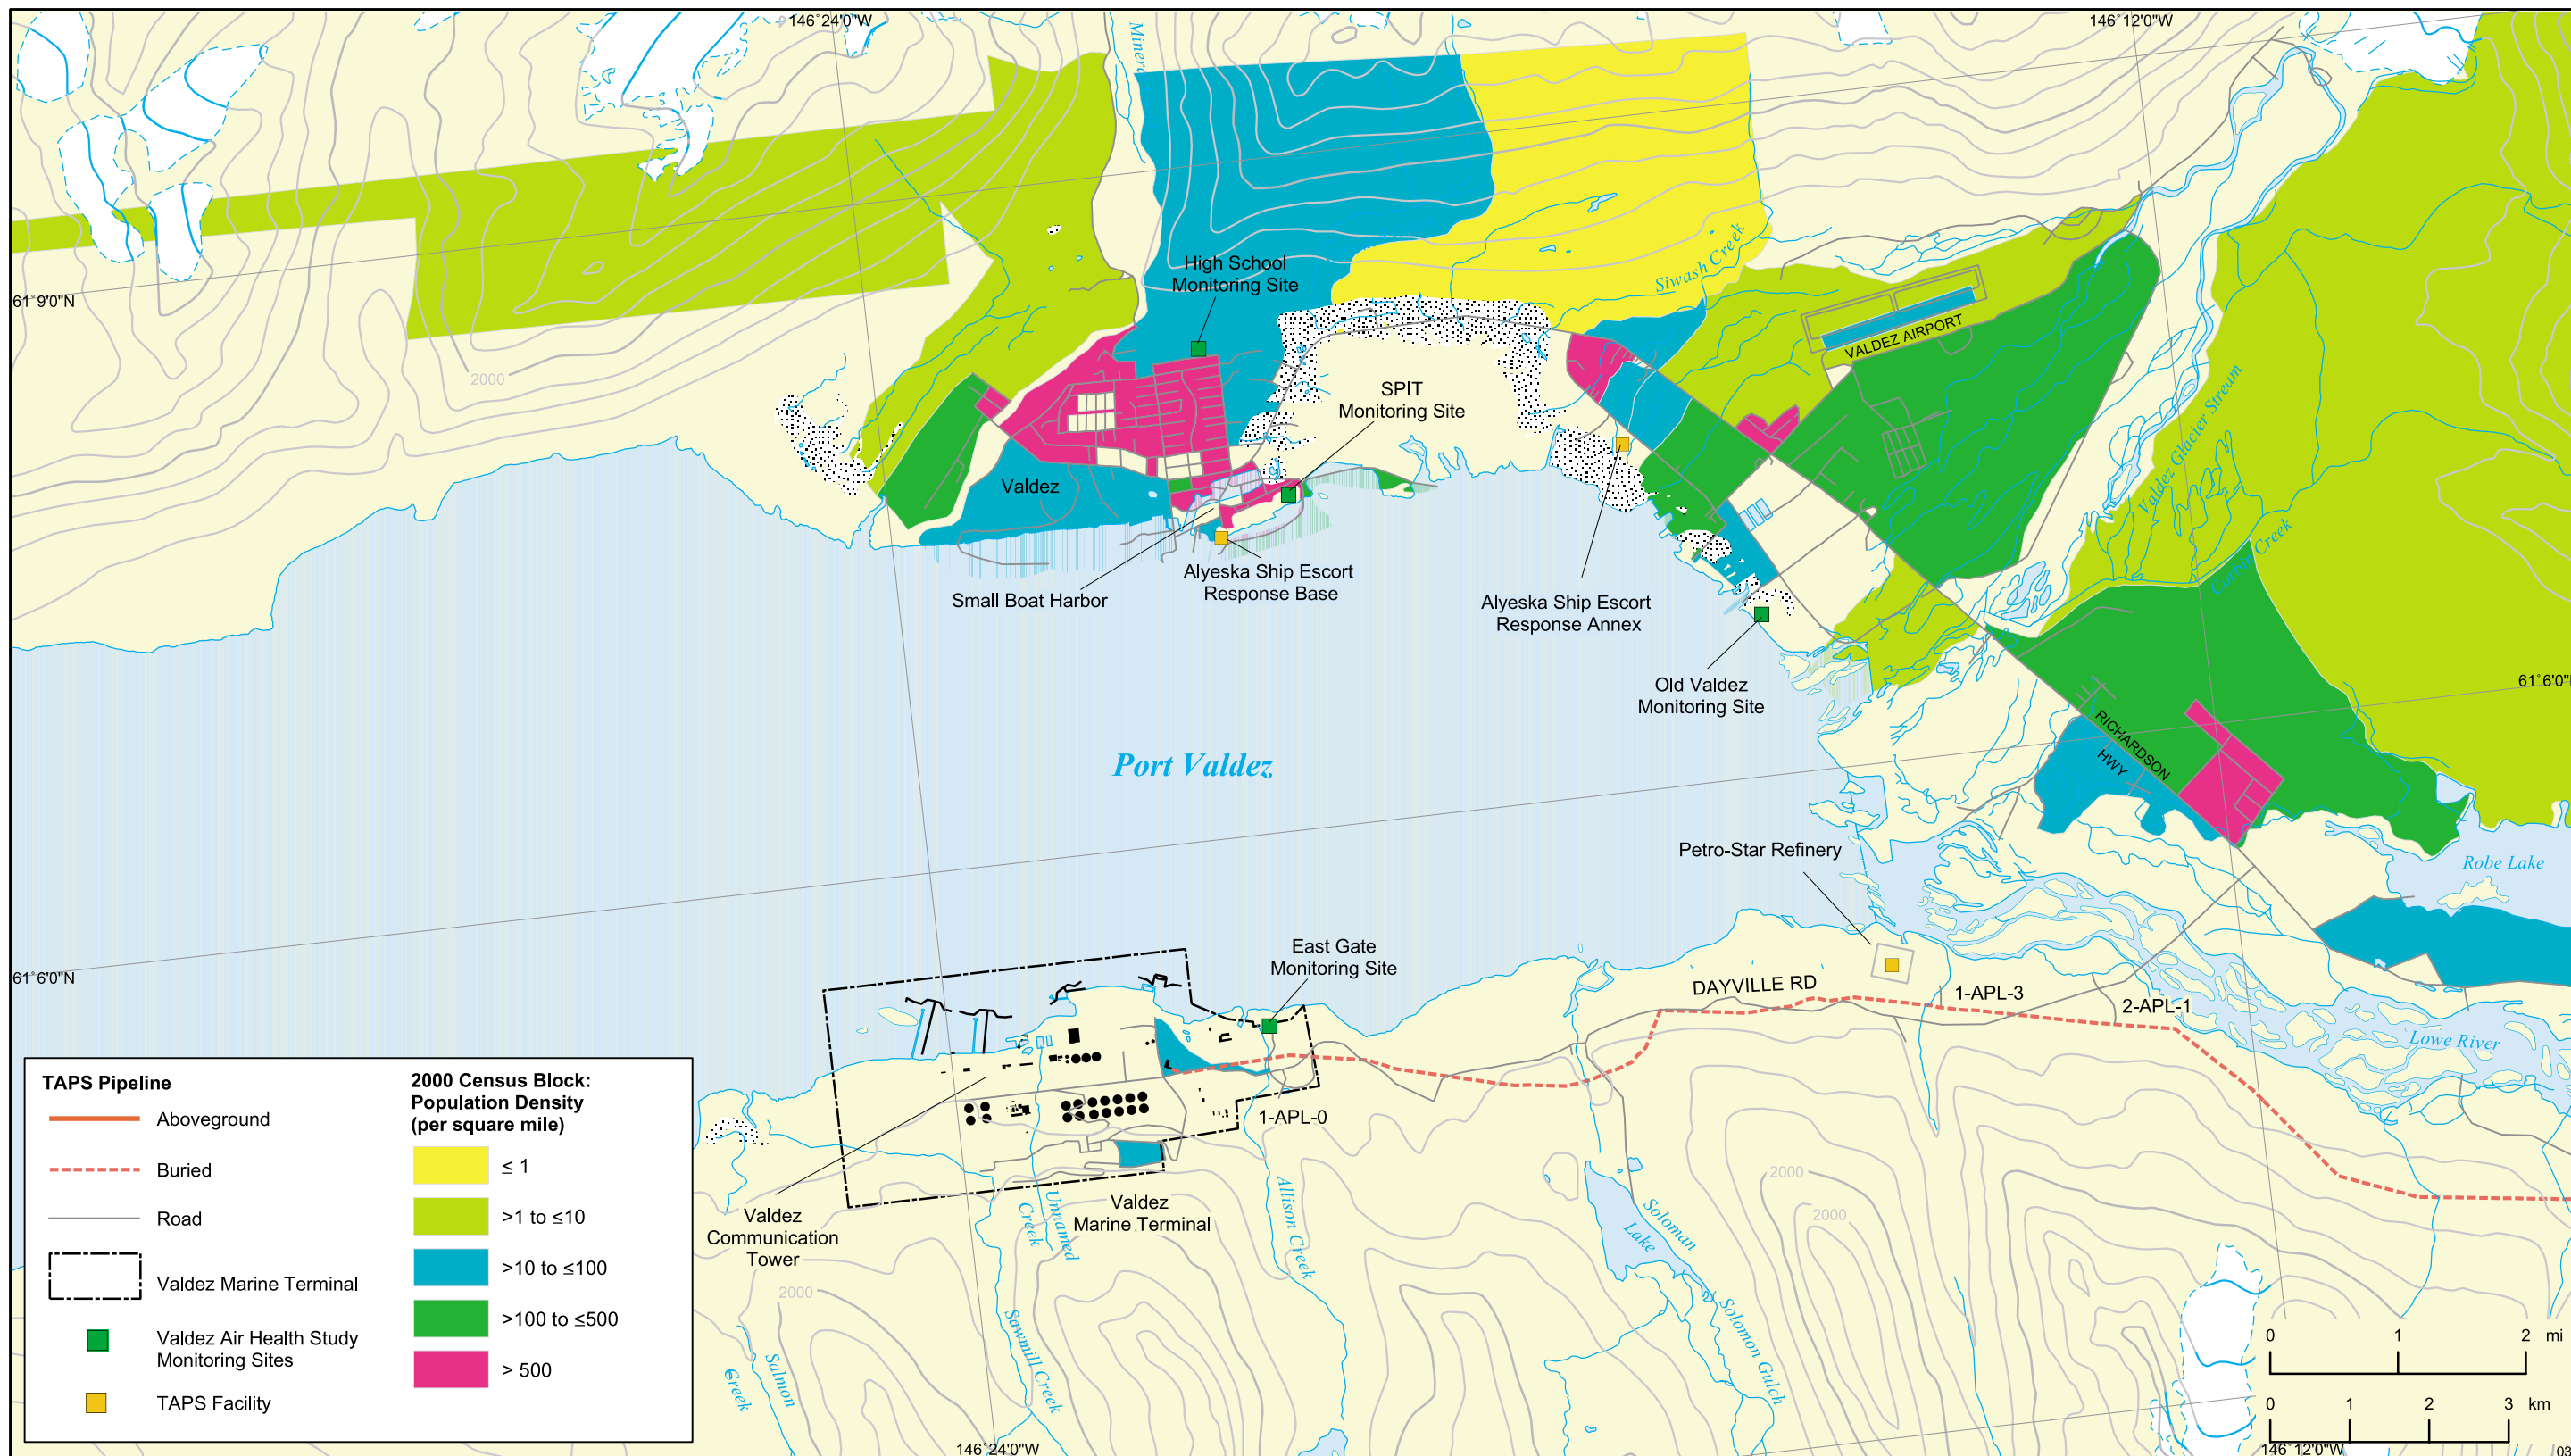 146°24'0"W
146°12'0"W
High School
Monitoring Site
Siwash Creek
61°9'0"N
VALDEZ AIRPORT
2000
SPIT
Monitoring Site
Valdez Glacier Stream
Valdez
Corbin Creek
Alyeska Ship Escort
Response Base
Small Boat Harbor
Alyeska Ship Escort
Response Annex
Old Valdez
Monitoring Site
61°6'0"
RICHARDSON
HWY
Port Valdez
Petro-Star Refinery
Robe Lake
East Gate
Monitoring Site
61°6'0"N
DAYVILLE RD
1-APL-3
2-APL-1
Lowe River
1-APL-0
Valdez
Communication
Tower
Unnamed
Creek
Valdez
Marine Terminal
Allison Creek
Soloman
Lake
2000
2000
2000
Solomon Gulch
Sawmill Creek
Salmon
Creek
TAPS Pipeline
Aboveground
Buried
Road
Valdez Marine Terminal
Valdez Air Health Study
Monitoring Sites
TAPS Facility
2000 Census Block:
Population Density
(per square mile)
≤ 1
>1 to ≤10
>10 to ≤100
>100 to ≤500
> 500
0 1 2 mi
0 1 2 3 km
146°24'0"W
146°12'0"W